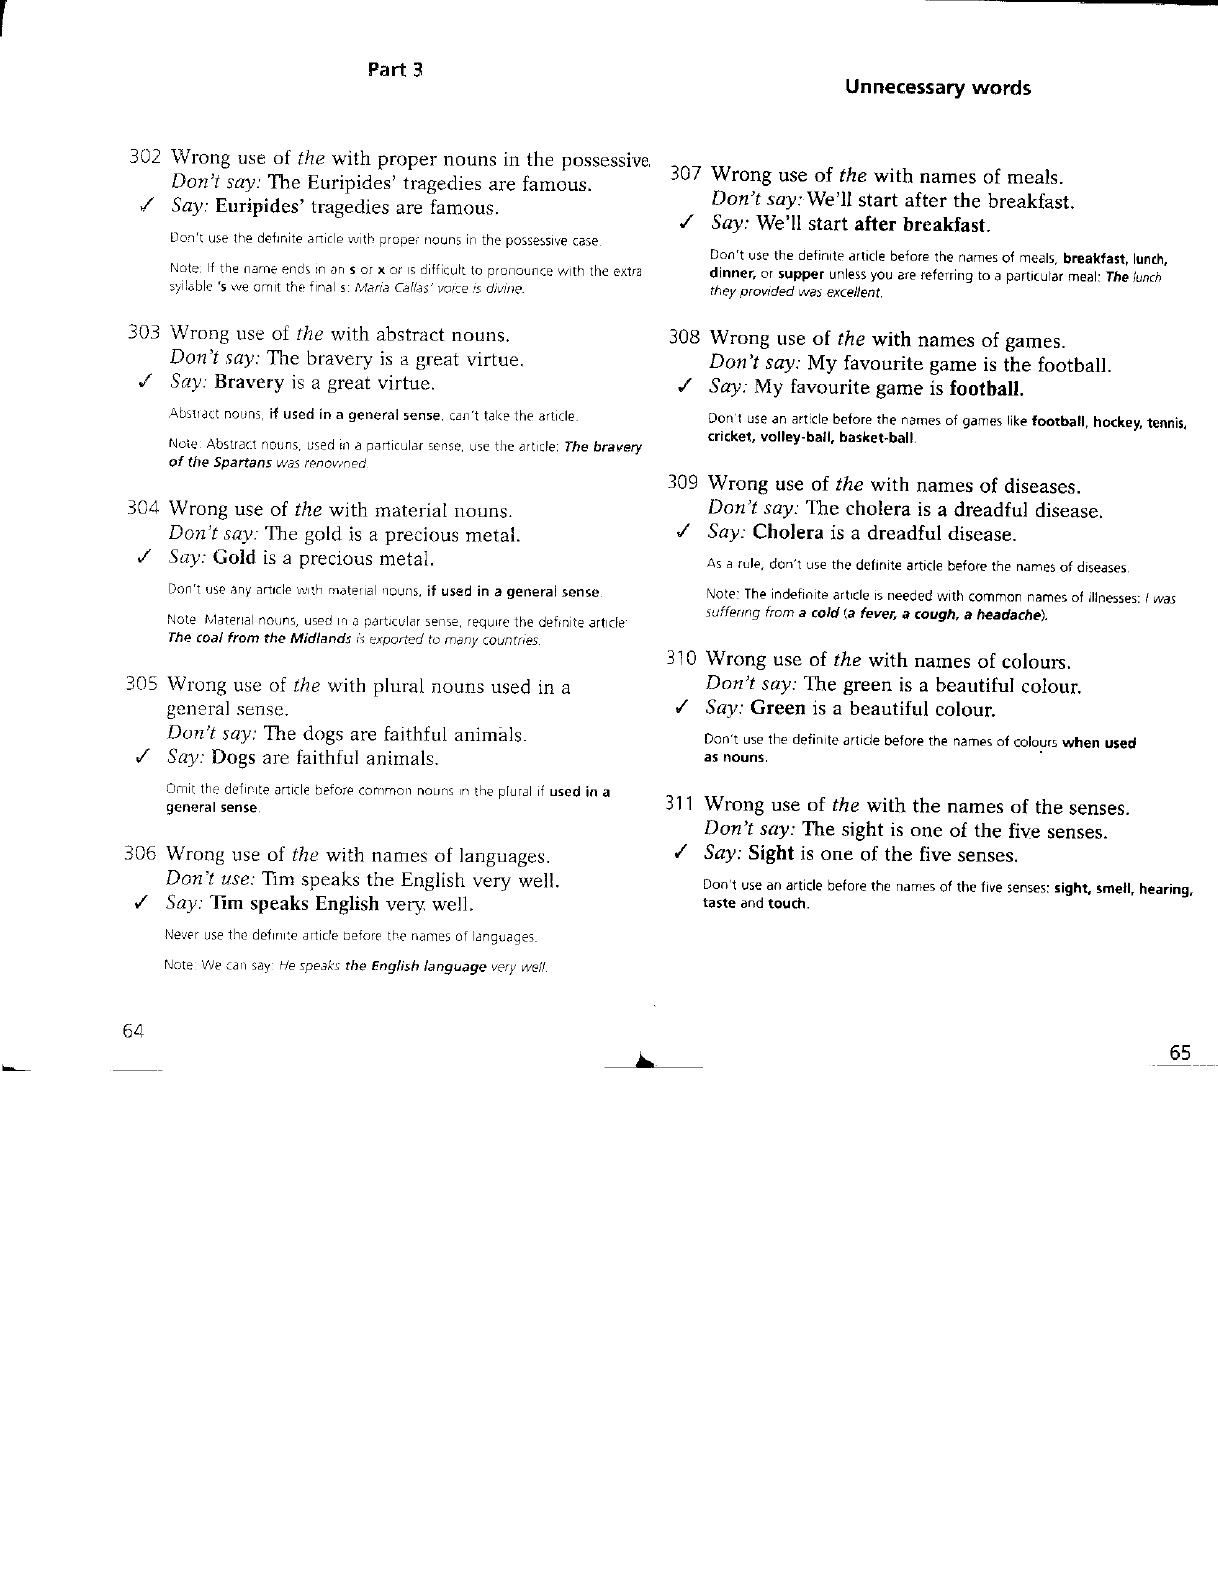 Part 3
302 Wrong use of the with proper nouns in the possessive.
Don't say: The Euripides' tragedies are famous.
✓ Say: Euripides' tragedies are famous.
Don't use the definite article with proper nouns in the possessive case.
Note: If the name ends in an s or x or is difficult to pronounce with the extra
syllable 's we omit the final s: Maria Callas' voice is divine.
303 Wrong use of the with abstract nouns.
Don't say: The bravery is a great virtue.
✓ Say: Bravery is a great virtue.
Abstract nouns, if used in a general sense, can't take the article.
Note: Abstract nouns, used in a particular sense, use the article: The bravery
of the Spartans was renowned.
304 Wrong use of the with material nouns.
Don't say: The gold is a precious metal.
✓ Say: Gold is a precious metal.
Don't use any article with material nouns, if used in a general sense.
Note: Material nouns, used in a particular sense, require the definite article:
The coal from the Midlands is exported to many countries.
305 Wrong use of the with plural nouns used in a
general sense.
Don't say: The dogs are faithful animals.
✓ Say: Dogs are faithful animals.
Omit the definite article before common nouns in the plural if used in a
general sense.
306 Wrong use of the with names of languages.
Don't use: Tim speaks the English very well.
✓ Say: Tim speaks English very well.
Never use the definite article before the names of languages.
Note: We can say: He speaks the English language very well.
64
Unnecessary words
307 Wrong use of the with names of meals.
Don't say: We'll start after the breakfast.
✓ Say: We'll start after breakfast.
Don't use the definite article before the names of meals, breakfast, lunch,
dinner, or supper unless you are referring to a particular meal: The lunch
they provided was excellent.
308 Wrong use of the with names of games.
Don't say: My favourite game is the football.
✓ Say: My favourite game is football.
Don't use an article before the names of games like football, hockey, tennis,
cricket, volley-ball, basket-ball.
309 Wrong use of the with names of diseases.
Don't say: The cholera is a dreadful disease.
✓ Say: Cholera is a dreadful disease.
As a rule, don't use the definite article before the names of diseases.
Note: The indefinite article is needed with common names of illnesses: I was
suffering from a cold (a fever, a cough, a headache).
310 Wrong use of the with names of colours.
Don't say: The green is a beautiful colour.
✓ Say: Green is a beautiful colour.
Don't use the definite article before the names of colours when used
as nouns.
311 Wrong use of the with the names of the senses.
Don't say: The sight is one of the five senses.
✓ Say: Sight is one of the five senses.
Don't use an article before the names of the five senses: sight, smell, hearing,
taste and touch.
65